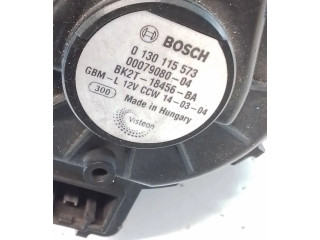 BOSCH
0 130 115 573
00079080-04
BK2T-18456-BA
GBM-L 12V CCW 14-03-04
300
Made in Hungary
Visteon